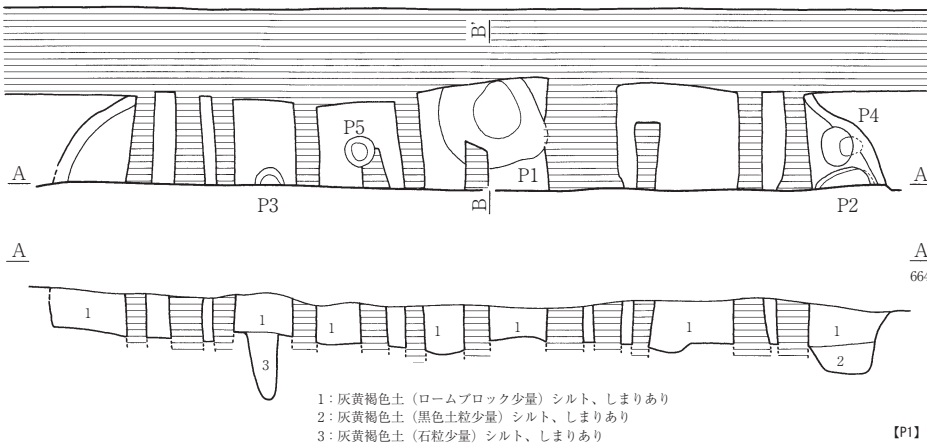 B'
P4
P5
A
P1
A
B
P3
P2
A
A
664
1
1
1
1
1
1
1
3
2
1：灰黄褐色土（ロームブロック少量）シルト、しまりあり
2：灰黄褐色土（黒色土粒少量）シルト、しまりあり
3：灰黄褐色土（石粒少量）シルト、しまりあり
【P1】